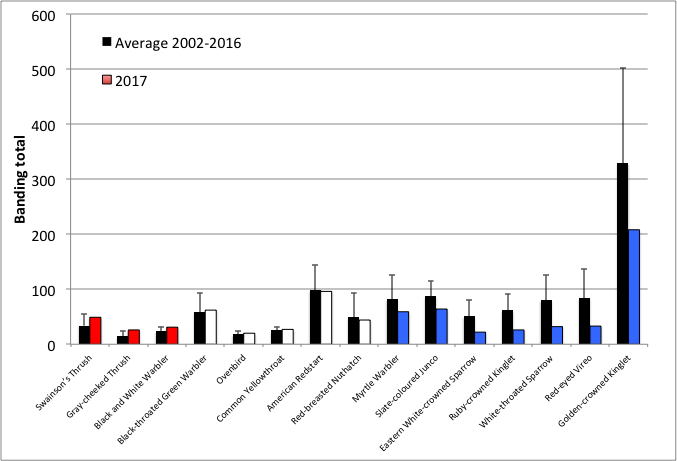 600
500
400
300
200
100
0
Banding total
Average 2002-2016
2017
Swainson's Thrush
Gray-cheeked Thrush
Black and White Warbler
Black-throated Green Warbler
Ovenbird
Common Yellowthroat
American Redstart
Red-breasted Nuthatch
Myrtle Warbler
Slate-coloured Junco
Eastern White-crowned Sparrow
Ruby-crowned Kinglet
White-throated Sparrow
Red-eyed Vireo
Golden-crowned Kinglet